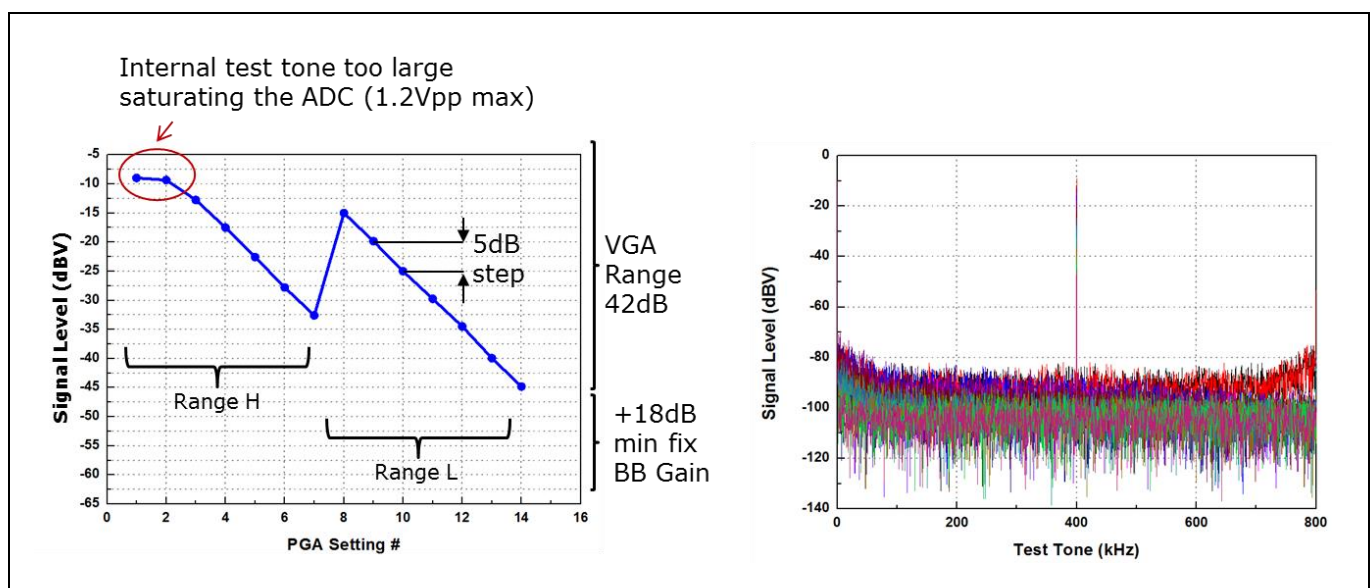 Internal test tone too large
saturating the ADC (1.2Vpp max)
-5
-10
-15
-20
-25
-30
-35
-40
-45
-50
-55
-60
-65
Signal Level (dBV)
0 2 4 6 8 10 12 14 16
PGA Setting #
5dB
step
Range H
Range L
VGA
Range
42dB
+18dB
min fix
BB Gain
0
-20
-40
-60
-80
-100
-120
-140
Signal Level (dBV)
0 200 400 600 800
Test Tone (kHz)